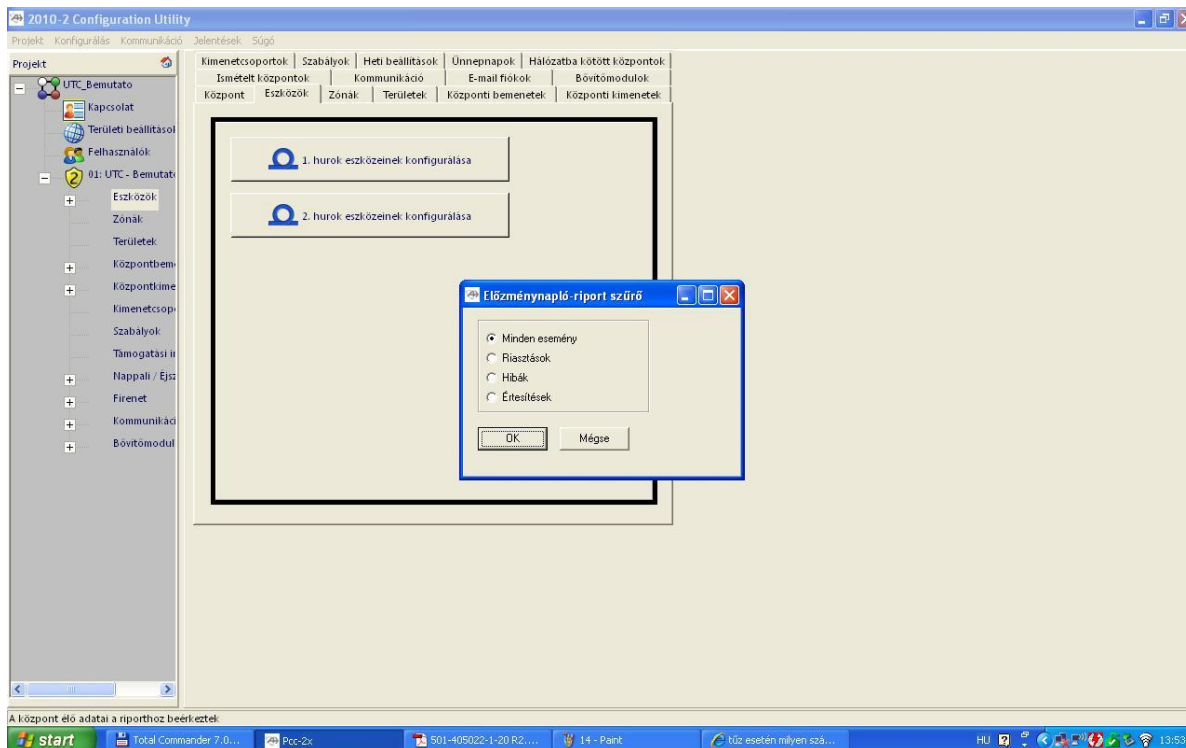 2010-2 Configuration Utility
Projekt Konfigurálás Kommunikáció Jelentések Súgó
Projekt
UTC_Bemutato
Kapcsolat
Területi beállítások
Felhasználók
01: UTC - Bemutató
Eszközök
Zónák
Területek
Központbem
Központkime
Kimenetcsop
Szabályok
Támogatási in
Nappali / Éjsz
Firenet
Kommunikáci
Bővítőmodul
Kimenetcsoportok Szabályok Heti beállítások Ünnepnapok Hálózatba kötött központok
Ismételt központok Kommunikáció E-mail fiókok Bővítőmodulok
Központ Eszközök Zónák Területek Központi bemenetek Központi kimenetek
1. hurok eszközeinek konfigurálása
2. hurok eszközeinek konfigurálása
Előzménynapló-riport szűrő
Minden esemény
Riasztások
Hibák
Értesítések
OK Mégse
A központ élő adatai a riporthoz beérkeztek
start Total Commander 7.0... Pcc-2x 501-405022-1-20 R2.... 14 - Paint tűz esetén milyen szá... HU 13:53